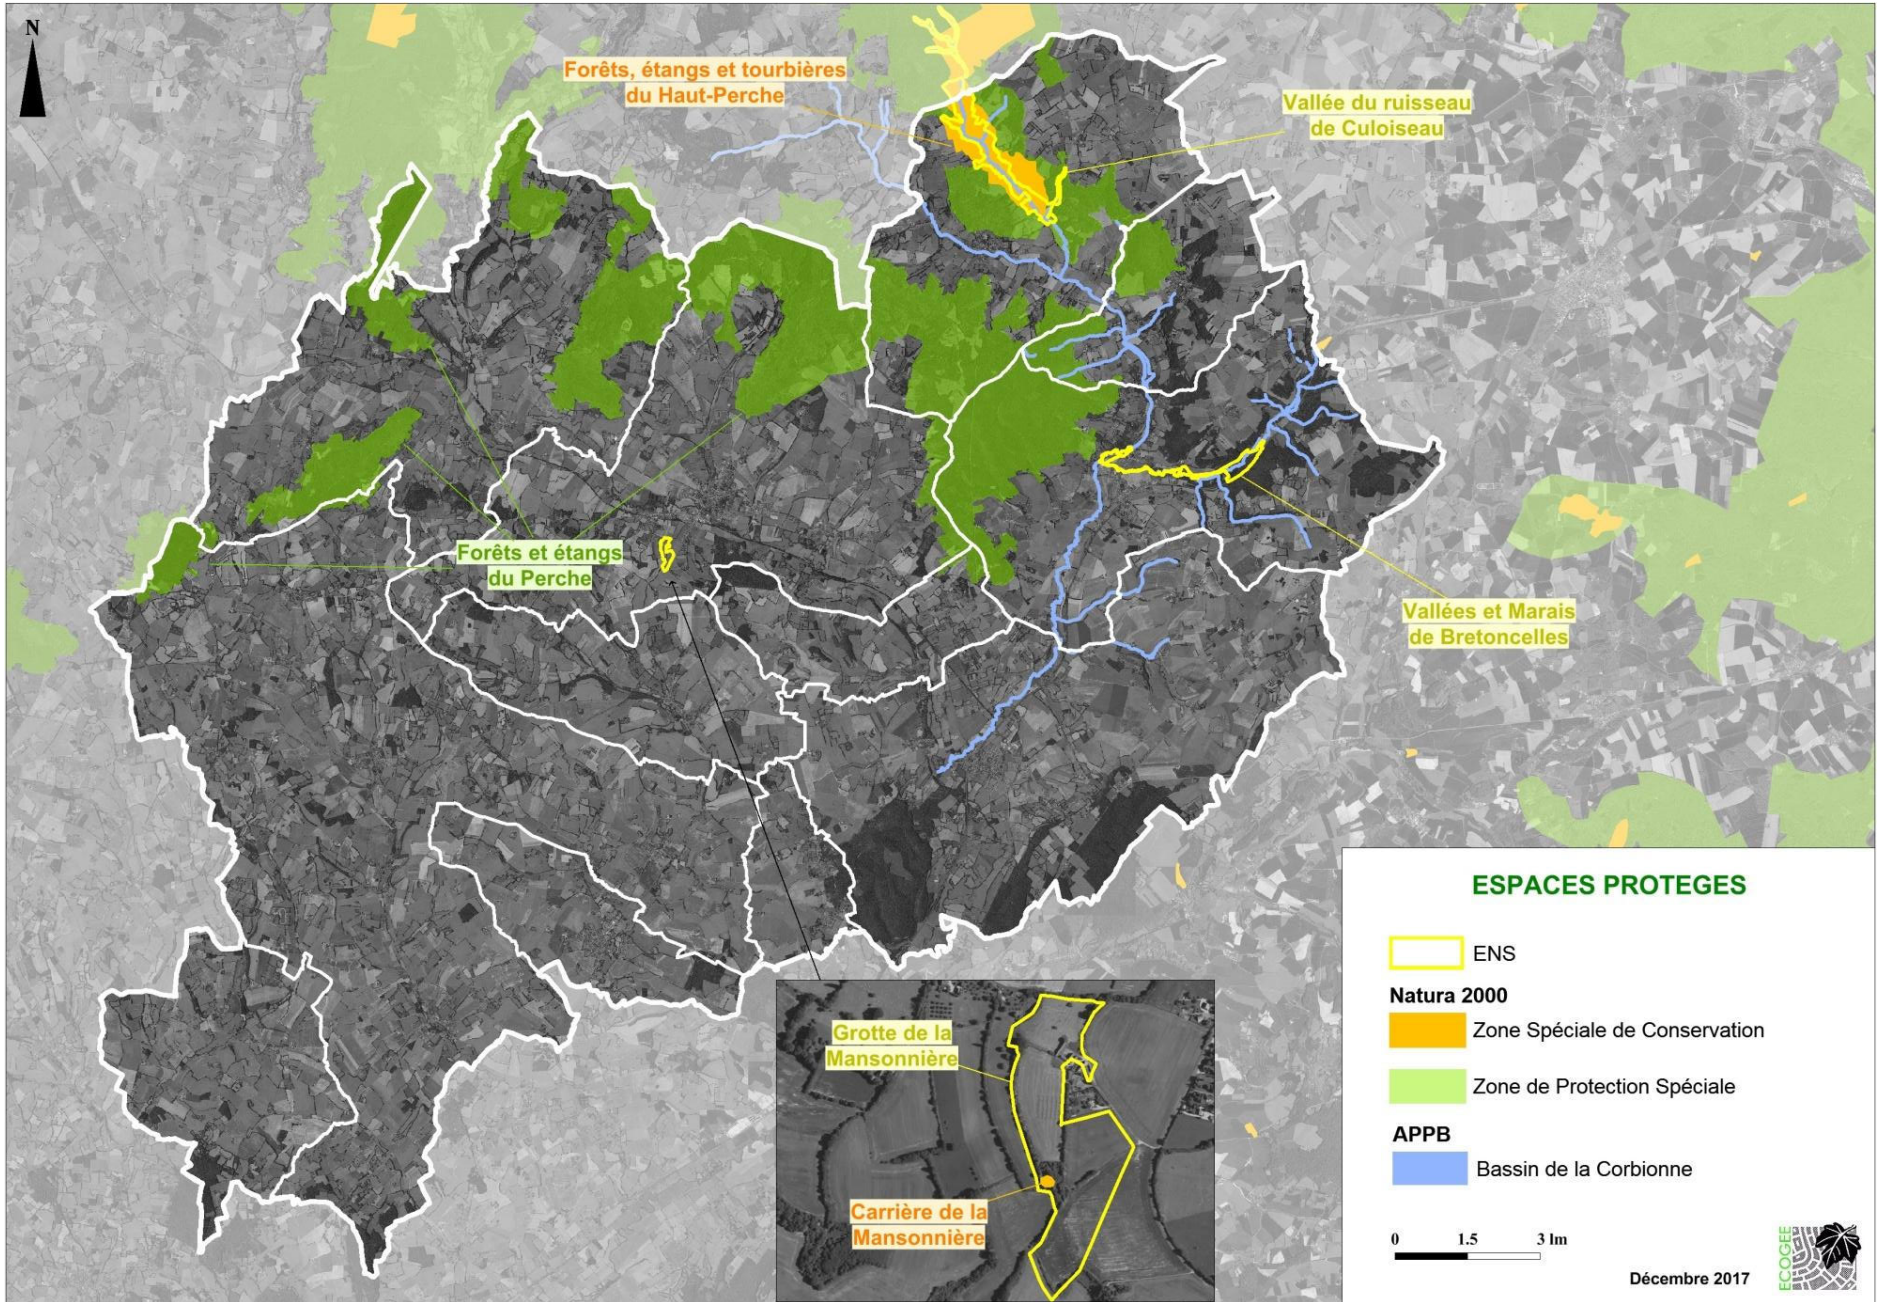 N
Forêts, étangs et tourbières
du Haut-Perche
Vallée du ruisseau
de Culoiseau
Forêts et étangs
du Perche
Vallées et Marais
de Bretoncelles
Grotte de la
Mansonnière
Carrière de la
Mansonnière
ESPACES PROTEGES
ENS
Natura 2000
Zone Spéciale de Conservation
Zone de Protection Spéciale
APPB
Bassin de la Corbionne
0 1.5 3 lm
Décembre 2017
ECOGEE